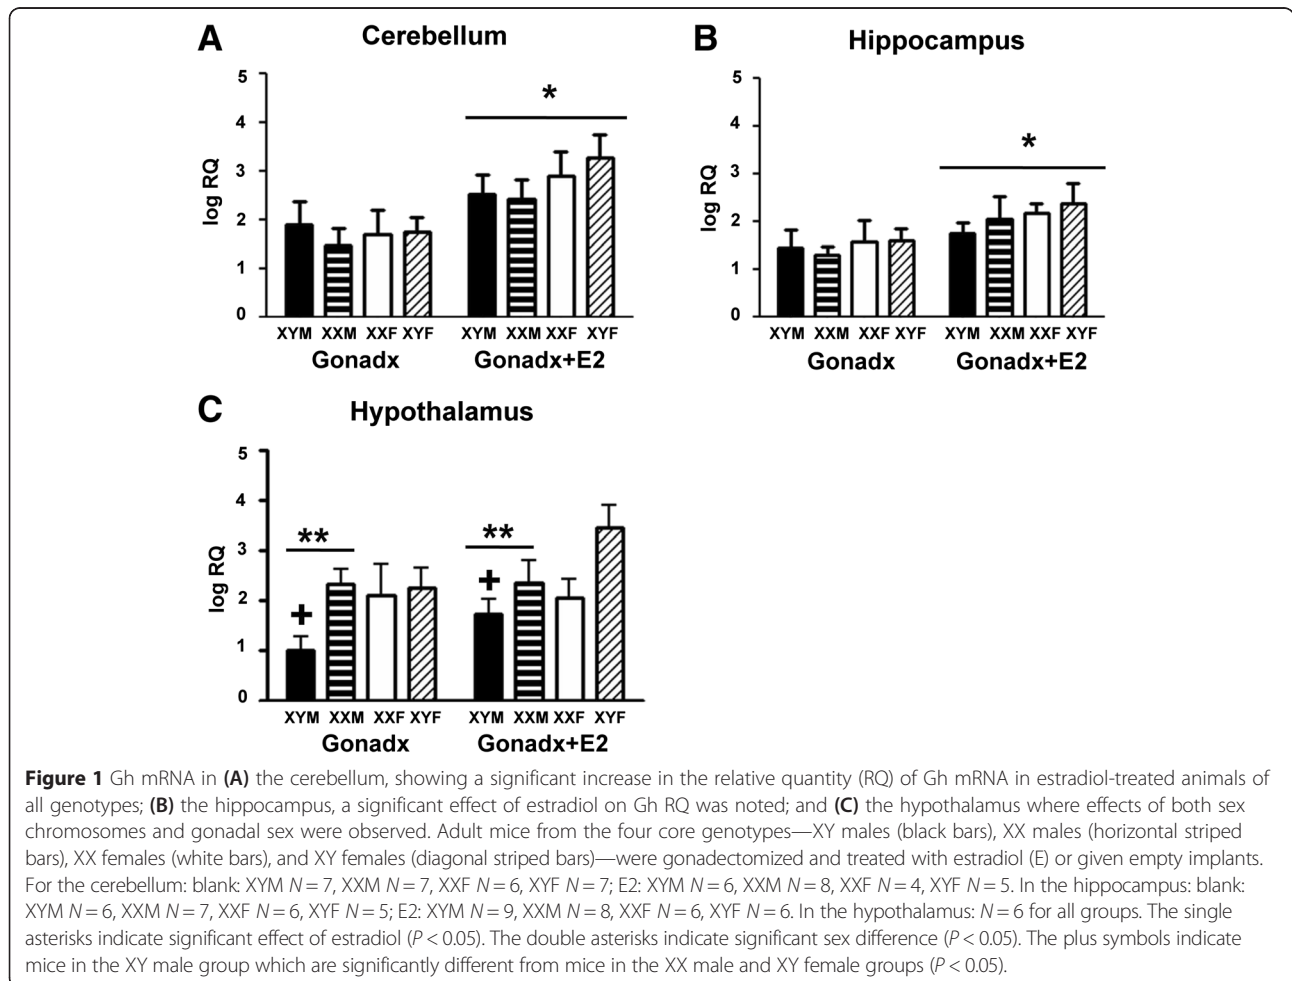 A
Cerebellum
5
4
3
2
1
0
log RQ
*
XYM XXM XXF XYF
XYM XXM XXF XYF
Gonadx
Gonadx+E2
B
Hippocampus
5
4
3
2
1
0
log RQ
*
XYM XXM XXF XYF
XYM XXM XXF XYF
Gonadx
Gonadx+E2
C
Hypothalamus
5
4
3
2
1
0
log RQ
**
+
**
+
XYM XXM XXF XYF
XYM XXM XXF XYF
Gonadx
Gonadx+E2
Figure 1 Gh mRNA in (A) the cerebellum, showing a significant increase in the relative quantity (RQ) of Gh mRNA in estradiol-treated animals of
all genotypes; (B) the hippocampus, a significant effect of estradiol on Gh RQ was noted; and (C) the hypothalamus where effects of both sex
chromosomes and gonadal sex were observed. Adult mice from the four core genotypes—XY males (black bars), XX males (horizontal striped
bars), XX females (white bars), and XY females (diagonal striped bars)—were gonadectomized and treated with estradiol (E) or given empty implants.
For the cerebellum: blank: XYM N = 7, XXM N = 7, XXF N = 6, XYF N = 7; E2: XYM N = 6, XXM N = 8, XXF N = 4, XYF N = 5. In the hippocampus: blank:
XYM N = 6, XXM N = 7, XXF N = 6, XYF N = 5; E2: XYM N = 9, XXM N = 8, XXF N = 6, XYF N = 6. In the hypothalamus: N = 6 for all groups. The single
asterisks indicate significant effect of estradiol (P < 0.05). The double asterisks indicate significant sex difference (P < 0.05). The plus symbols indicate
mice in the XY male group which are significantly different from mice in the XX male and XY female groups (P < 0.05).